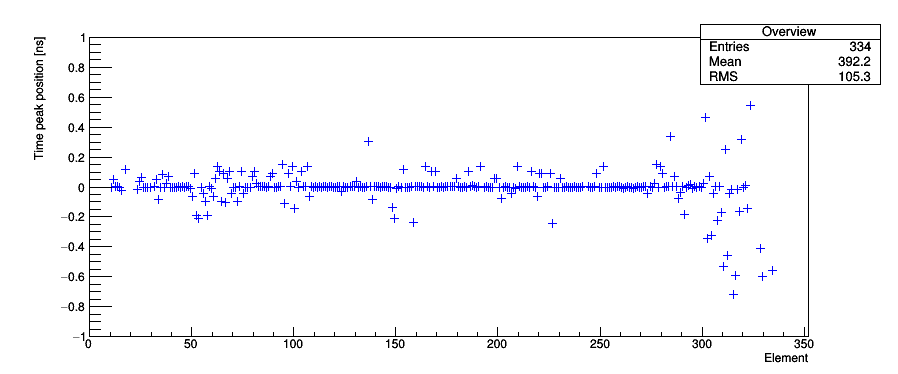 Overview
Entries 334
Mean 392.2
RMS 105.3
Time peak position [ns]
1
0.8
0.6
0.4
0.2
0
−0.2
−0.4
−0.6
−0.8
−1
0 50 100 150 200 250 300 350
Element